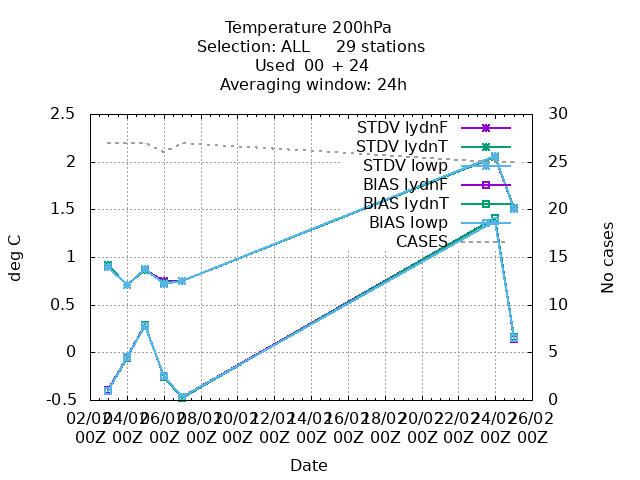 Temperature 200hPa
Selection: ALL 29 stations
Used 00 + 24
Averaging window: 24h
2.5
2
1.5
1
0.5
0
-0.5
deg C
30
25
20
15
10
5
0
No cases
STDV lydnF
STDV lydnT
STDV lowp
BIAS lydnF
BIAS lydnT
BIAS lowp
CASES
02/02 04/02 06/02 08/02 10/02 12/02 14/02 16/02 18/02 20/02 22/02 24/02 26/02
00Z 00Z 00Z 00Z 00Z 00Z 00Z 00Z 00Z 00Z 00Z 00Z 00Z
Date